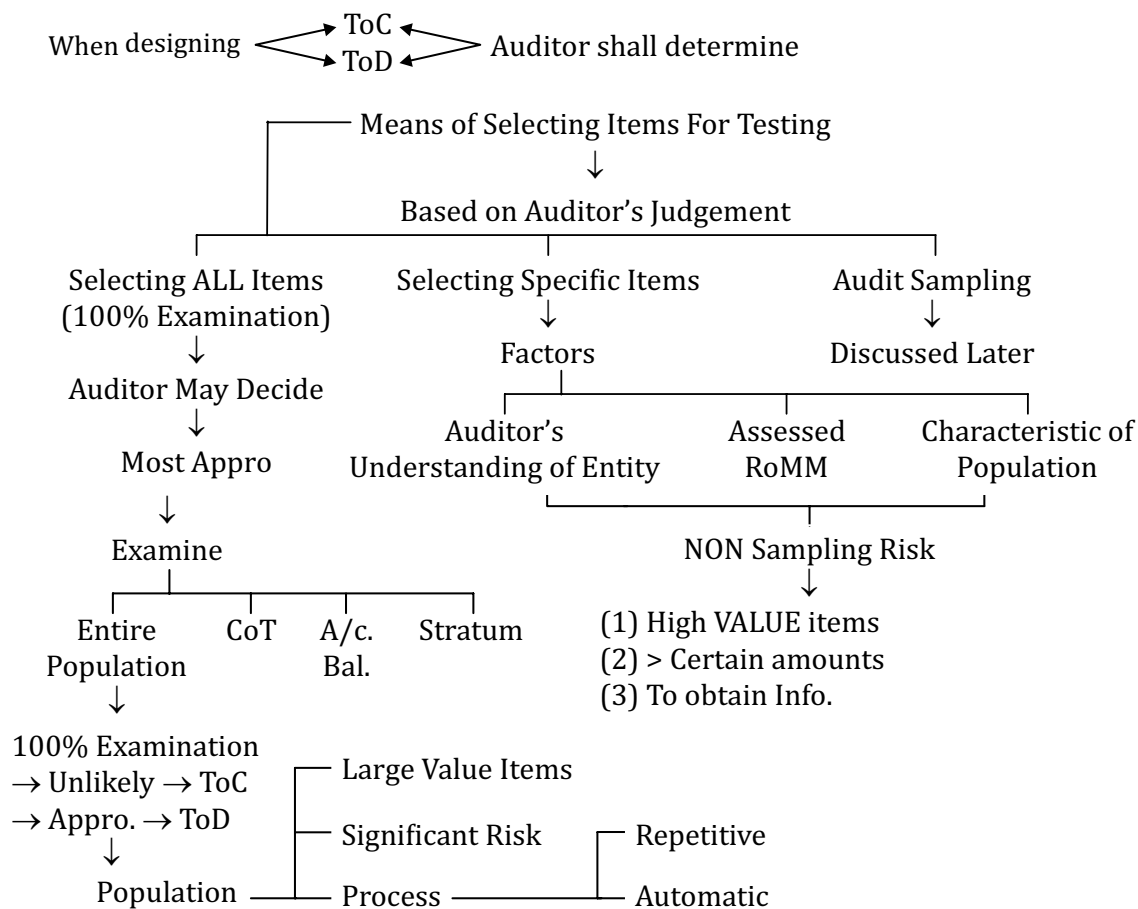 When designing
ToC
ToD
Auditor shall determine
Means of Selecting Items For Testing
↓
Based on Auditor's Judgement
Selecting ALL Items
(100% Examination)
↓
Auditor May Decide
↓
Most Appro
↓
Examine
Entire
Population
CoT
A/c.
Bal.
Stratum
↓
100% Examination
→ Unlikely → ToC
→ Appro. → ToD
↓
Population
Large Value Items
Significant Risk
Process
Repetitive
Automatic
Selecting Specific Items
↓
Factors
Auditor's
Understanding of Entity
Assessed
RoMM
Characteristic of
Population
NON Sampling Risk
↓
(1) High VALUE items
(2) > Certain amounts
(3) To obtain Info.
Audit Sampling
↓
Discussed Later